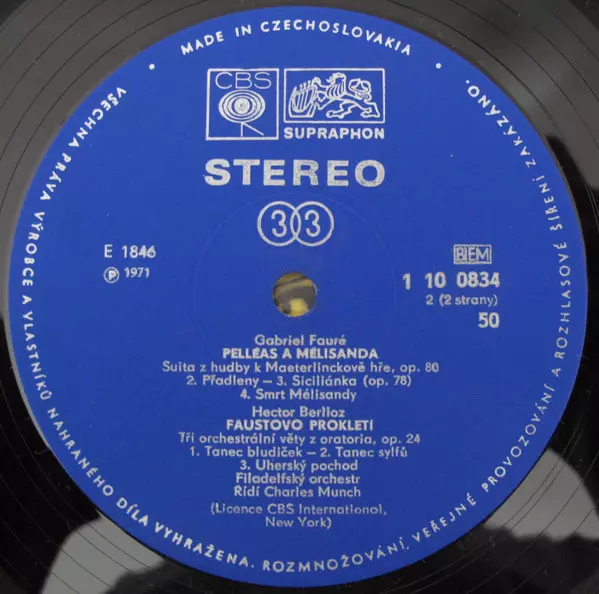 • MADE IN CZECHOSLOVAKIA •
CBS
SUPRAPHON
STEREO
33
E 1846
℗ 1971
BIEM
1 10 0834
2 (2 strany)
50
Gabriel Fauré
PELLÉAS A MÉLISANDA
Suita z hudby k Maeterlinckově hře, op. 80
2. Přadleny — 3. Siciliánka (op. 78)
4. Smrt Mélisandy
Hector Berlioz
FAUSTOVO PROKLETÍ
Tři orchestrální věty z oratoria, op. 24
1. Tanec bludiček – 2. Tanec sylfů
3. Uherský pochod
Filadelfský orchestr
Řídí Charles Munch
(Licence CBS International,
New York)
VŠECHNA PRÁVA VÝROBCE A VLASTNÍKŮ NAHRANÉHO DÍLA VYHRAŽENA. ROZMNOŽOVÁNÍ, VEŘEJNÉ PROVOZOVÁNÍ A ROZHLASOVÉ ŠÍŘENÍ ZAKÁZÁNO.